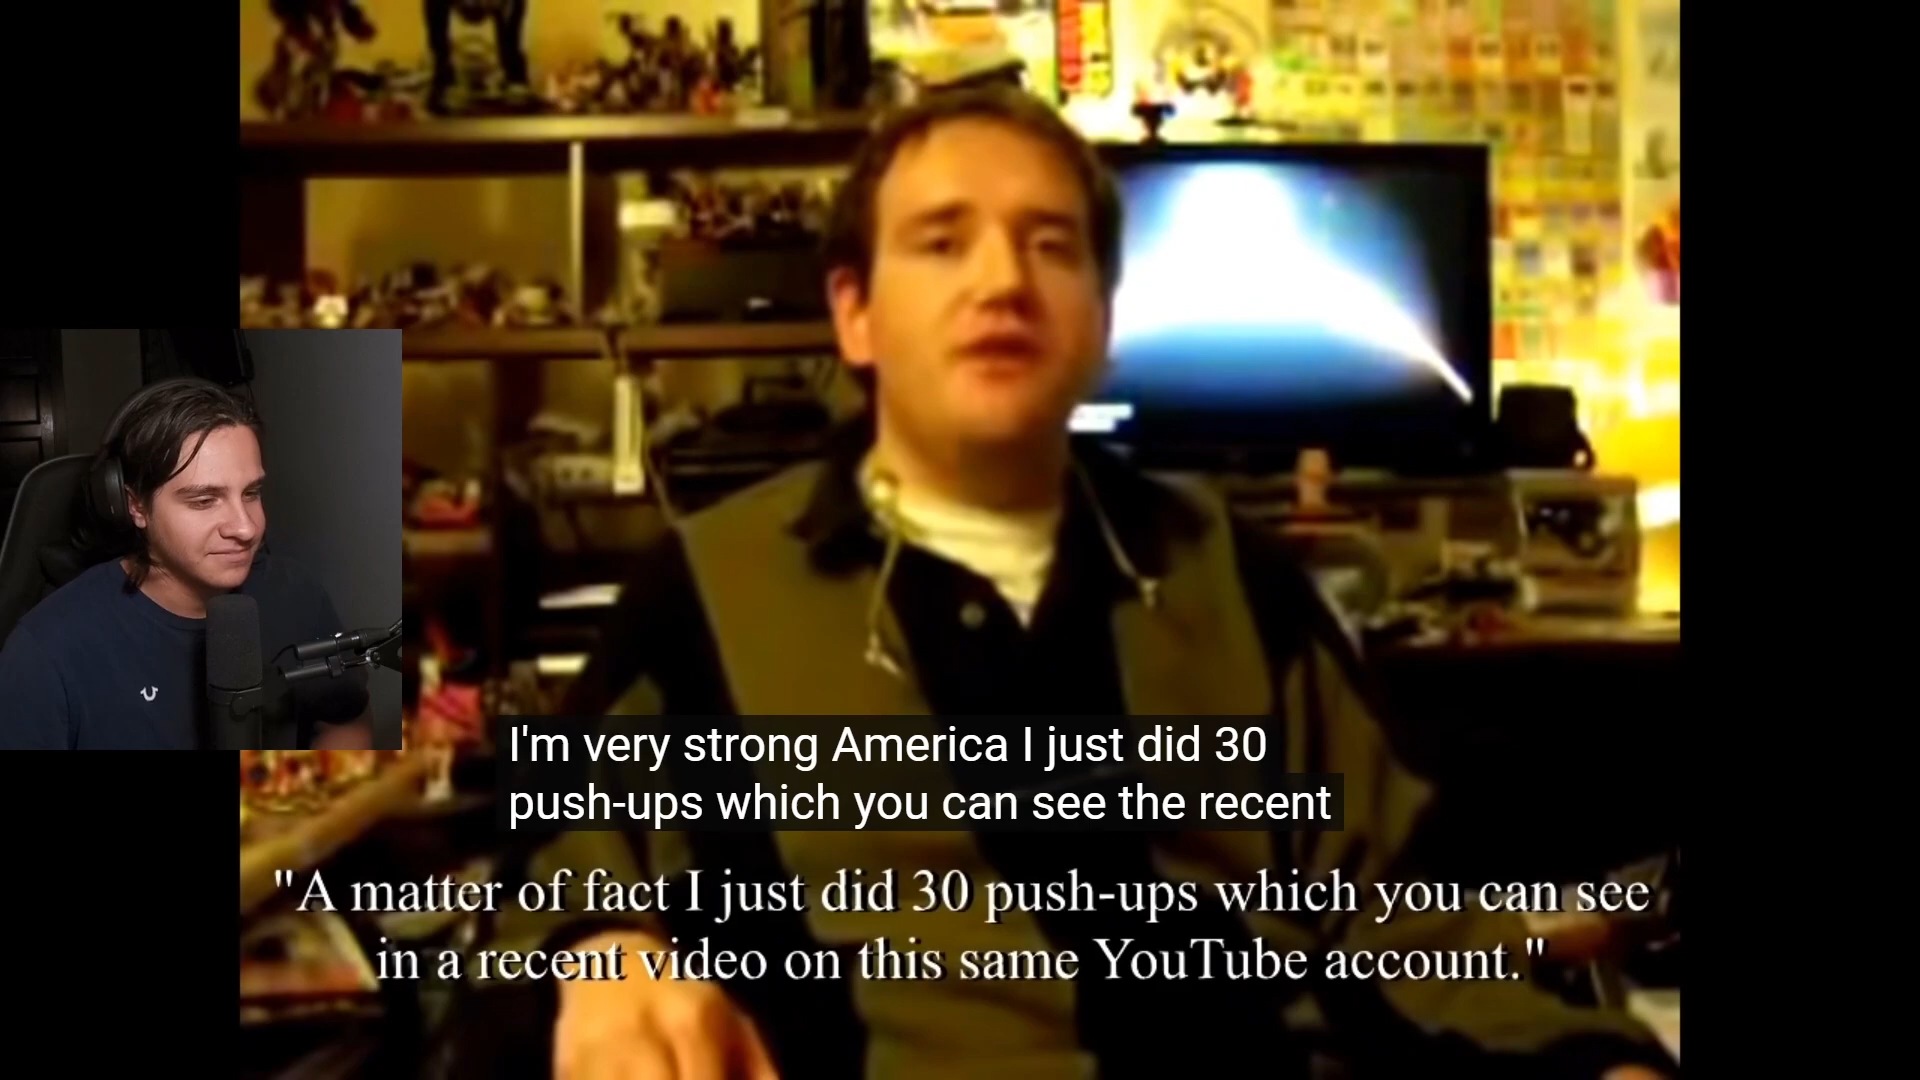 I'm very strong America I just did 30
push-ups which you can see the recent
"A matter of fact I just did 30 push-ups which you can see
in a recent video on this same YouTube account."